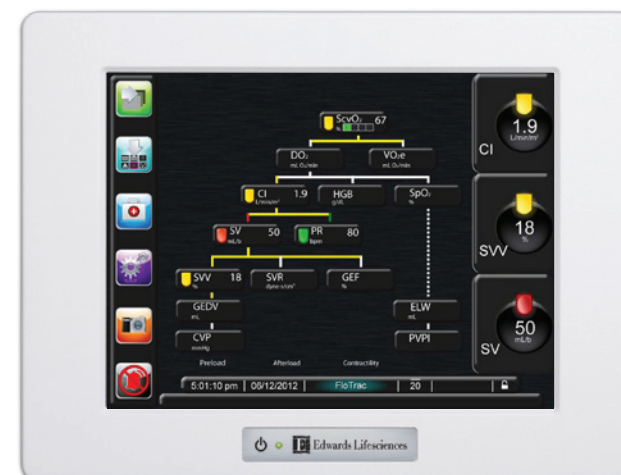 ScvO₂ 67
%
DO₂ VO₂e
mL O₂/min mL O₂/min
CI 1.9 HGB SpO₂
L/min/m² g/dL %
SV 50 PR 80
mL/b bpm
SVV 18 SVR GEF
% dyne-s/cm⁵ %
GEDV ELW
mL mL
CVP PVPI
mmHg
Preload Afterload Contractility
5:01:10 pm 06/12/2012 FloTrac 20
1.9
L/min/m²
CI
18
%
SVV
50
mL/b
SV
E Edwards Lifesciences